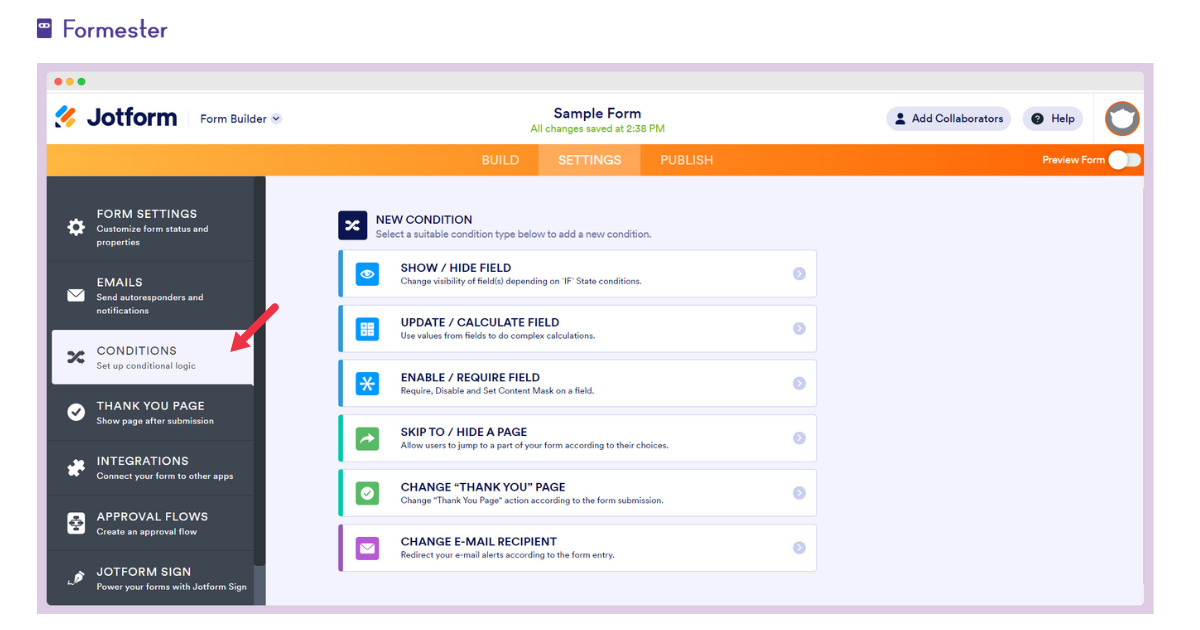 Formester
Jotform
Form Builder
Sample Form
All changes saved at 2:38 PM
Add Collaborators
Help
BUILD
SETTINGS
PUBLISH
Preview Form
FORM SETTINGS
Customize form status and
properties
EMAILS
Send autoresponders and
notifications
CONDITIONS
Set up conditional logic
THANK YOU PAGE
Show page after submission
INTEGRATIONS
Connect your form to other apps
APPROVAL FLOWS
Create an approval flow
JOTFORM SIGN
Power your forms with Jotform Sign
NEW CONDITION
Select a suitable condition type below to add a new condition.
SHOW / HIDE FIELD
Change visibility of field(s) depending on 'IF' State conditions.
UPDATE / CALCULATE FIELD
Use values from fields to do complex calculations.
ENABLE / REQUIRE FIELD
Require, Disable and Set Content Mask on a field.
SKIP TO / HIDE A PAGE
Allow users to jump to a part of your form according to their choices.
CHANGE “THANK YOU” PAGE
Change "Thank You Page" action according to the form submission.
CHANGE E-MAIL RECIPIENT
Redirect your e-mail alerts according to the form entry.